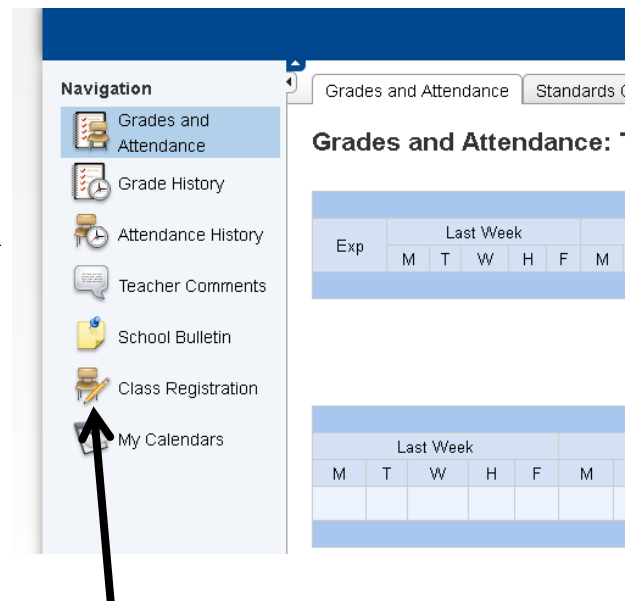 Navigation
Grades and
Attendance
Grade History
Attendance History
Teacher Comments
School Bulletin
Class Registration
My Calendars
Grades and Attendance Standards
Grades and Attendance:
Exp Last Week
M T W H F M
Last Week
M T W H F M